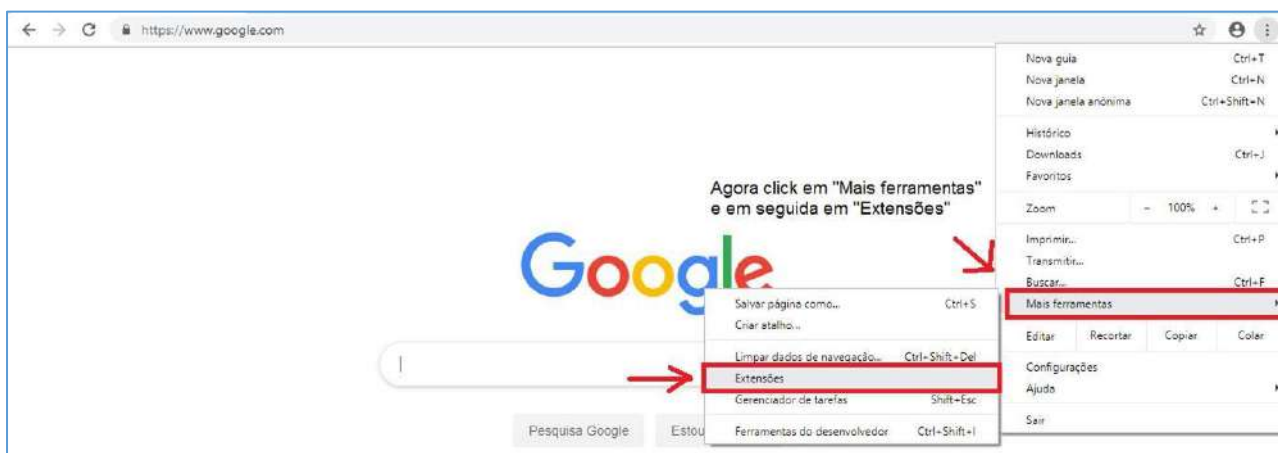 https://www.google.com
Nova guia Ctrl+T
Nova janela Ctrl+N
Nova janela anônima Ctrl+Shift+N
Histórico
Downloads Ctrl+J
Favoritos
Zoom - 100% +
Imprimir... Ctrl+P
Transmitir...
Buscar... Ctrl+F
Mais ferramentas
Editar Recortar Copiar Colar
Configurações
Ajuda
Sair
Agora click em "Mais ferramentas"
e em seguida em "Extensões"
Google
Salvar página como... Ctrl+S
Criar atalho...
Limpar dados de navegação... Ctrl+Shift+Del
Extensões
Gerenciador de tarefas Shift+Esc
Ferramentas do desenvolvedor Ctrl+Shift+I
Pesquisa Google
Estou